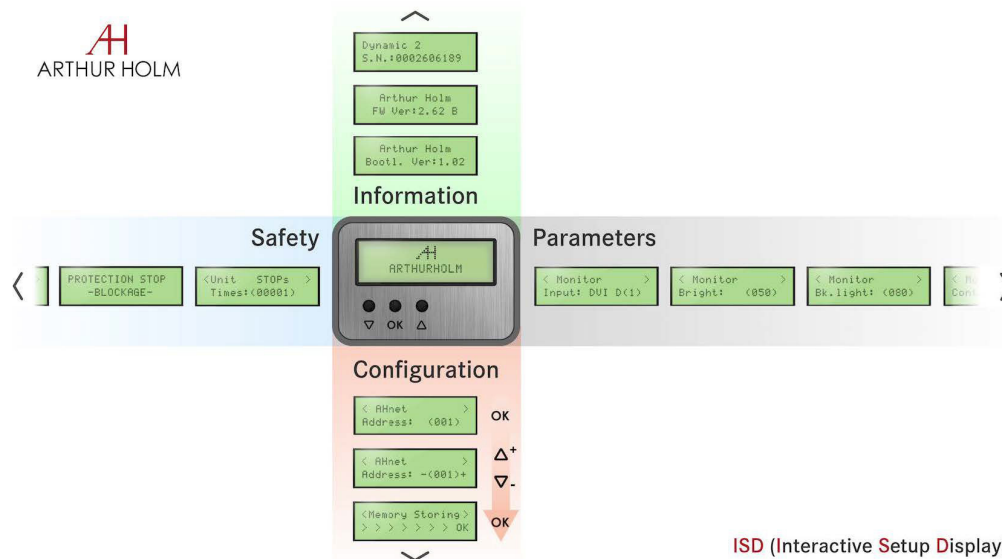 AH
ARTHUR HOLM
Dynamic 2
S.N.:0002606189
Arthur Holm
FW Ver:2.62 B
Arthur Holm
Bootl. Ver:1.02
Information
Safety
Parameters
PROTECTION STOP
-BLOCKAGE-
<Unit STOPs >
Times:(00001)
AH
ARTHURHOLM
▽ OK △
< Monitor >
Input: DVI D(1)
< Monitor >
Bright: (050)
< Monitor >
Bk.light: (080)
Configuration
< AHnet >
Address: (001)
OK
< AHnet >
Address: -(001)+
△+
▽-
<Memory Storing>
> > > > > > > OK
OK
ISD (Interactive Setup Display